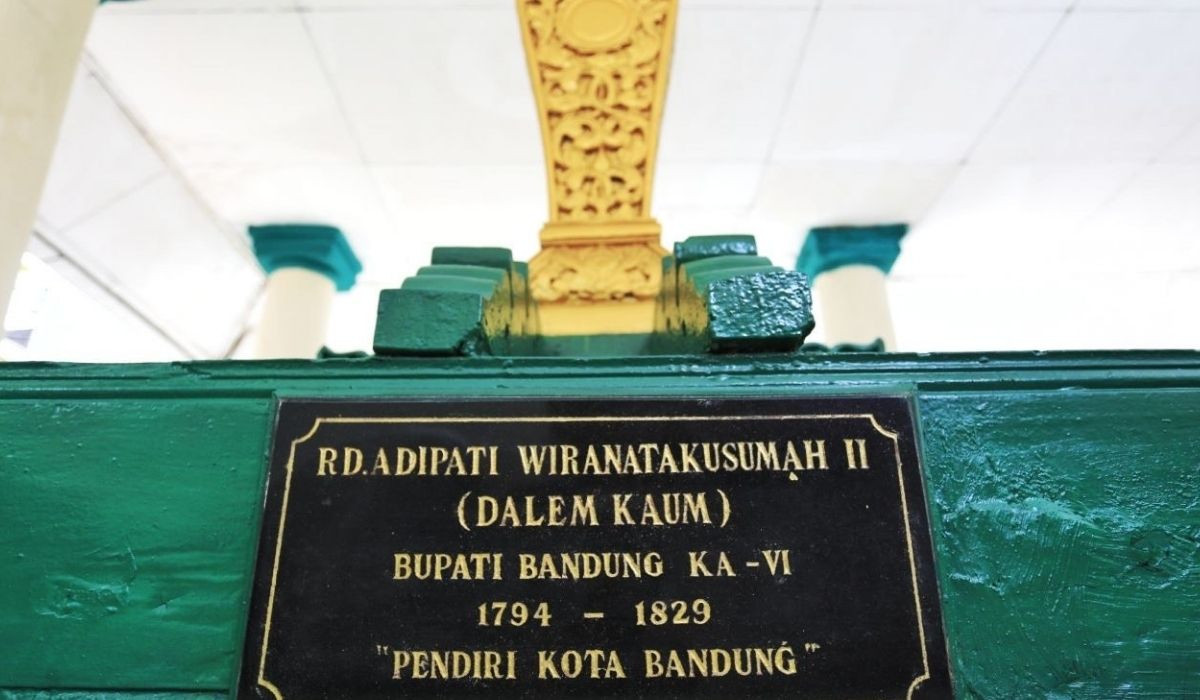 RD.ADIPATI WIRANATAKUSUMAH II
(DALEM KAUM)
BUPATI BANDUNG KA-VI
1794 – 1829
"PENDIRI KOTA BANDUNG"